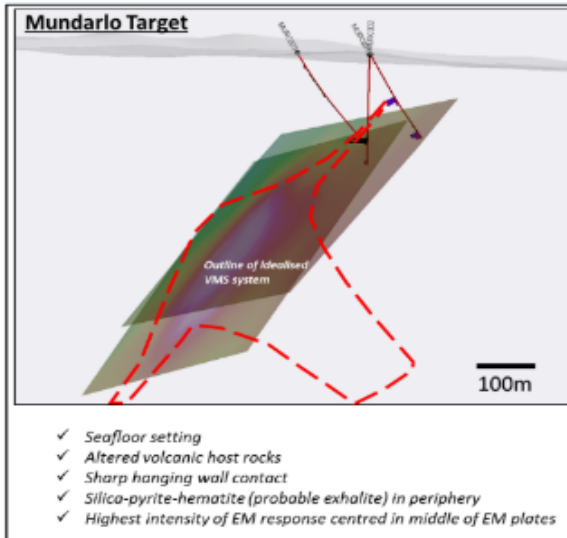 Mundarlo Target
Outline of Idealised
VMS system
100m
✓ Seafloor setting
✓ Altered volcanic host rocks
✓ Sharp hanging wall contact
✓ Silica-pyrite-hematite (probable exhalite) in periphery
✓ Highest intensity of EM response centred in middle of EM plates